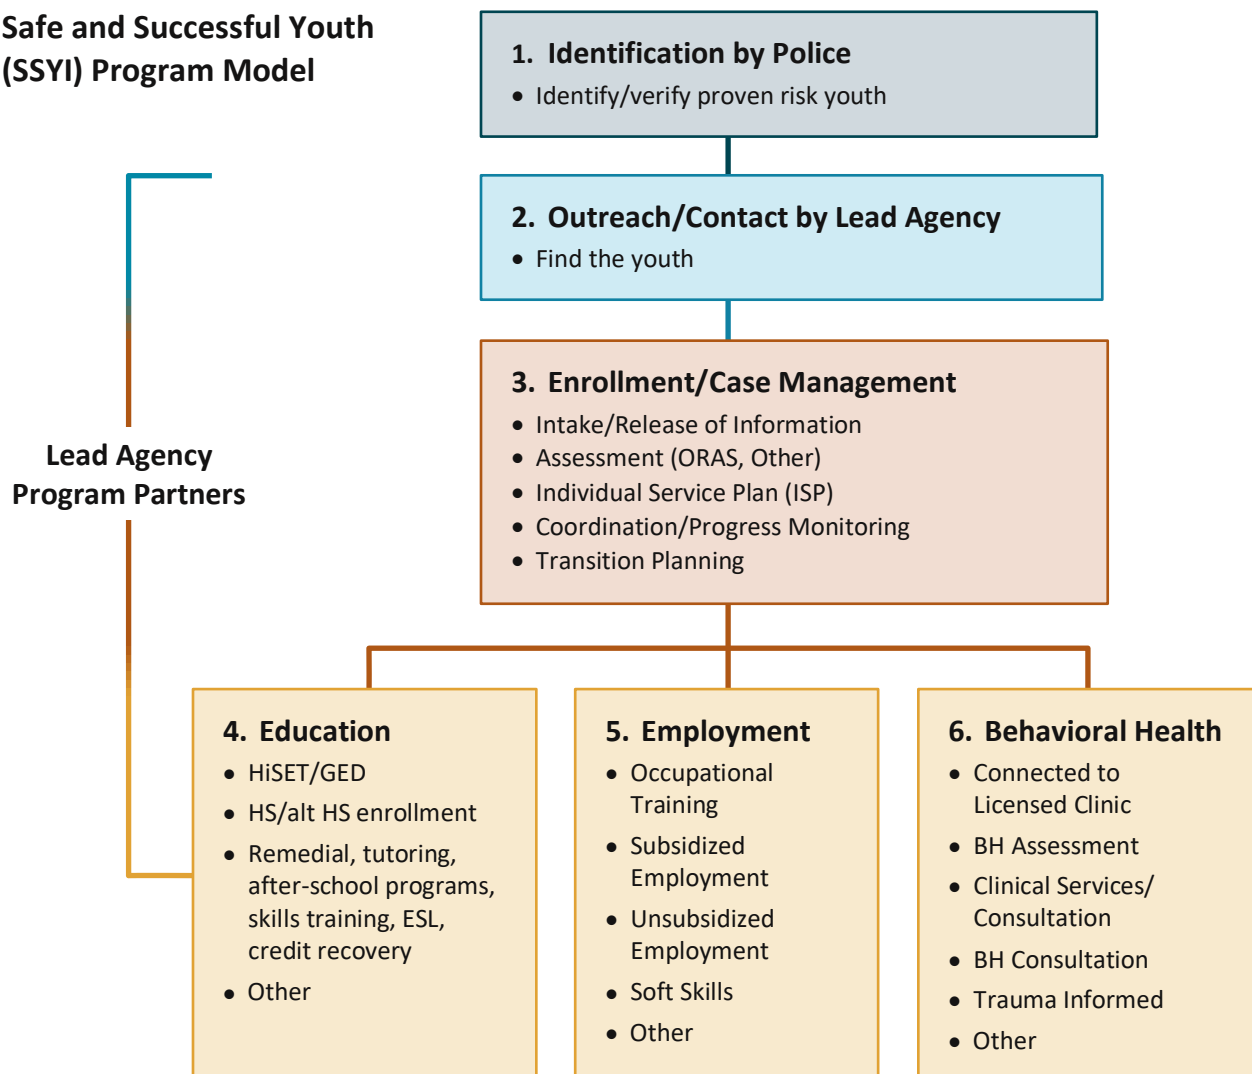 Safe and Successful Youth
(SSYI) Program Model
1. Identification by Police
• Identify/verify proven risk youth
2. Outreach/Contact by Lead Agency
• Find the youth
3. Enrollment/Case Management
• Intake/Release of Information
• Assessment (ORAS, Other)
• Individual Service Plan (ISP)
• Coordination/Progress Monitoring
• Transition Planning
Lead Agency
Program Partners
4. Education
• HiSET/GED
• HS/alt HS enrollment
• Remedial, tutoring,
after-school programs,
skills training, ESL,
credit recovery
• Other
5. Employment
• Occupational
Training
• Subsidized
Employment
• Unsubsidized
Employment
• Soft Skills
• Other
6. Behavioral Health
• Connected to
Licensed Clinic
• BH Assessment
• Clinical Services/
Consultation
• BH Consultation
• Trauma Informed
• Other